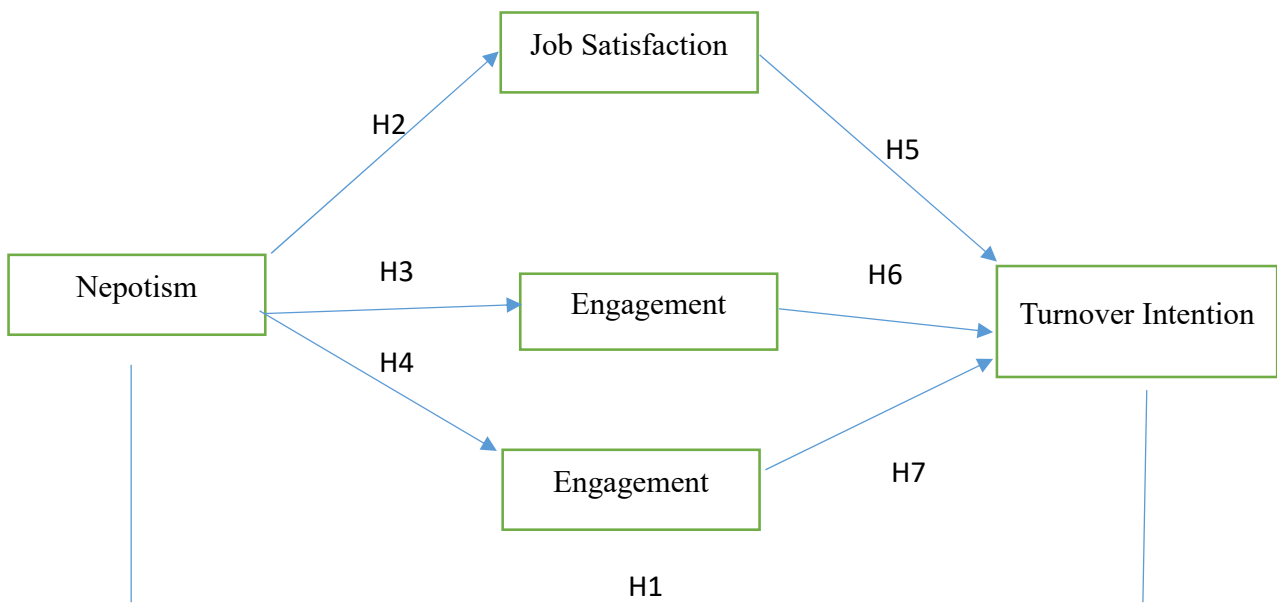 Job Satisfaction
H2
H5
Nepotism
H3
Engagement
H6
Turnover Intention
H4
Engagement
H7
H1